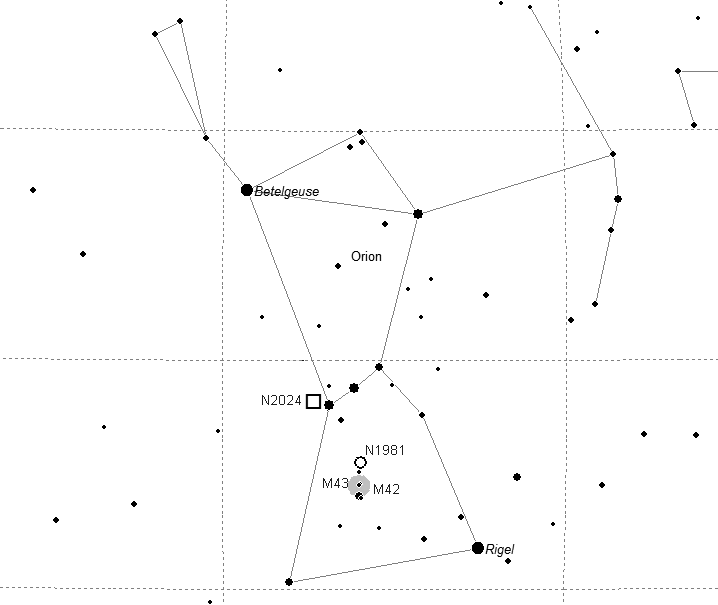 Betelgeuse
Orion
N2024
N1981
M43
M42
Rigel